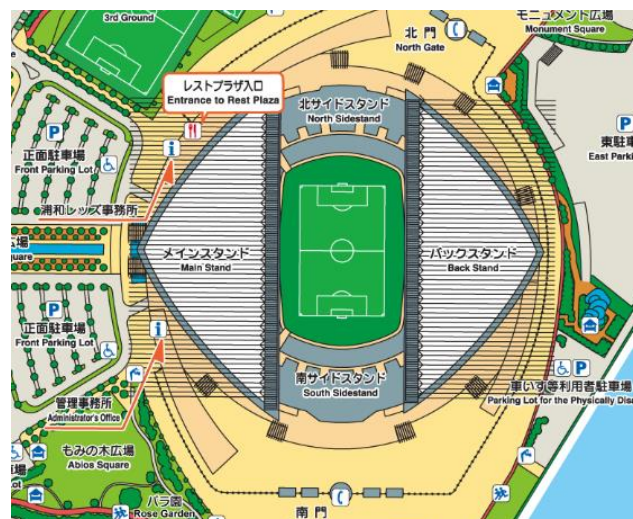 3rd Ground
北 門
North Gate
モニュメント広場
Monument Square
レストプラザ入口
Entrance to Rest Plaza
北サイドスタンド
North Sidestand
P
正面駐車場
Front Parking Lot
i
P
東駐車
East Parki
浦和レッズ事務所
場
uare
メインスタンド
Main Stand
バックスタンド
Back Stand
P
正面駐車場
Front Parking Lot
i
南サイドスタンド
South Sidestand
P
車いす等利用者駐車場
Parking Lot for the Physically Disa
管理事務所
Administrator's Office
もみの木広場
Abios Square
場
ot
バラ園
Rose Garden
南 門